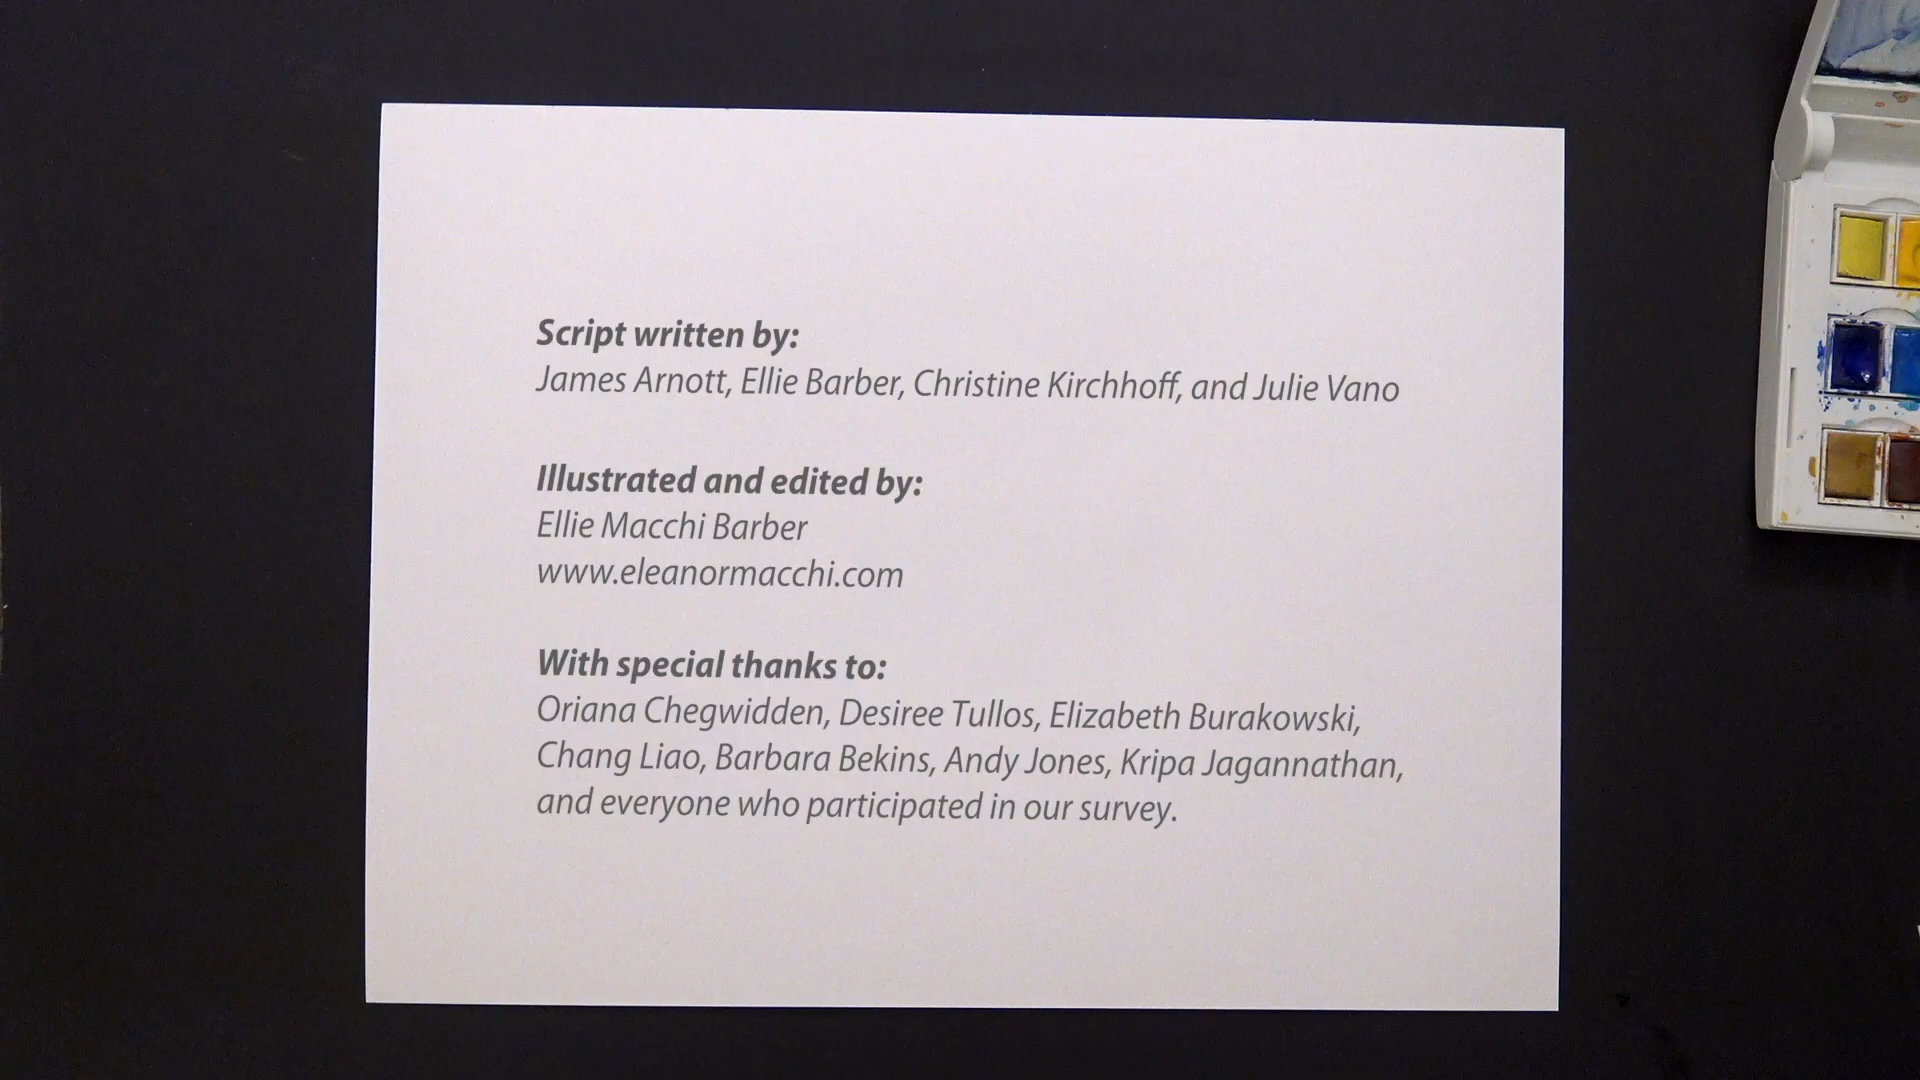 Script written by:
James Arnott, Ellie Barber, Christine Kirchhoff, and Julie Vano
Illustrated and edited by:
Ellie Macchi Barber
www.eleanormacchi.com
With special thanks to:
Oriana Chegwidden, Desiree Tullos, Elizabeth Burakowski,
Chang Liao, Barbara Bekins, Andy Jones, Kripa Jagannathan,
and everyone who participated in our survey.